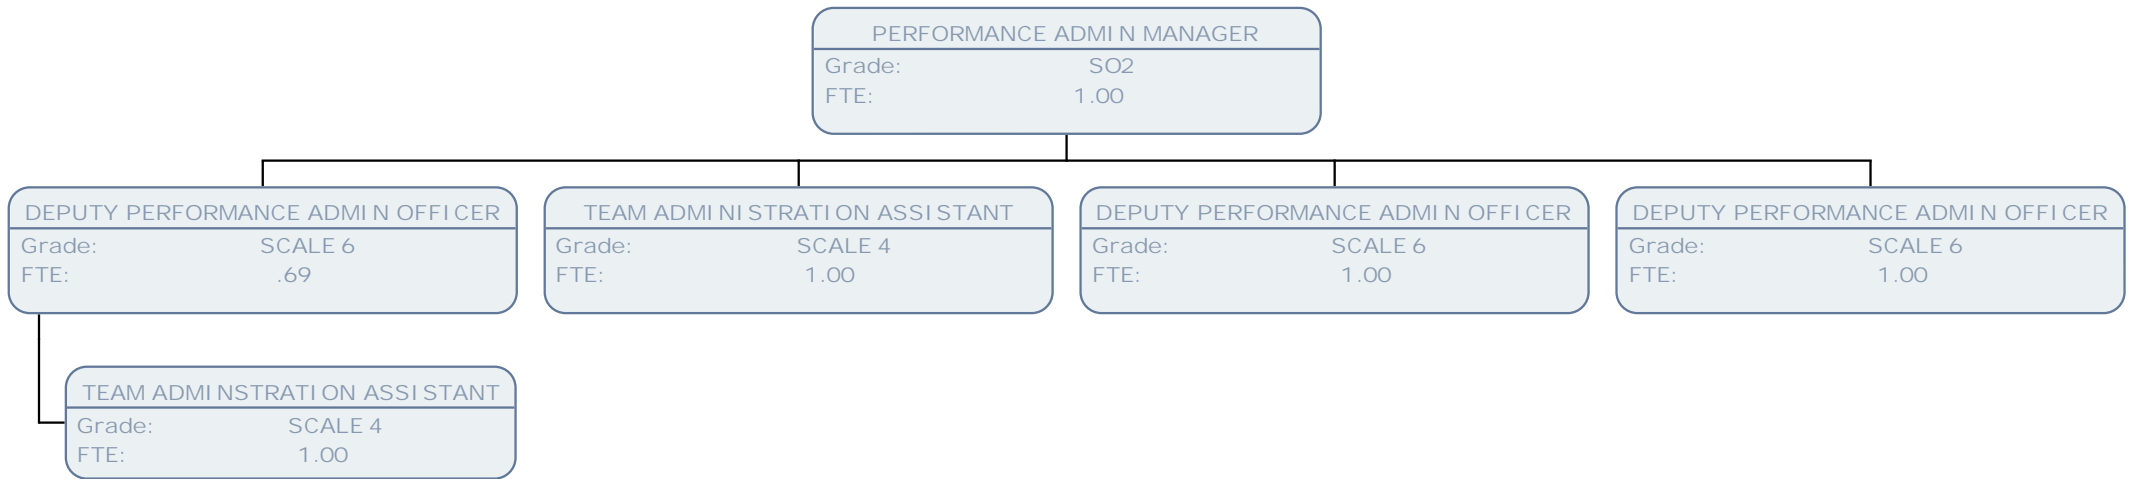 PERFORMANCE ADMIN MANAGER
Grade: SO2
FTE: 1.00
DEPUTY PERFORMANCE ADMIN OFFICER
Grade: SCALE 6
FTE: .69
TEAM ADMINISTRATION ASSISTANT
Grade: SCALE 4
FTE: 1.00
DEPUTY PERFORMANCE ADMIN OFFICER
Grade: SCALE 6
FTE: 1.00
DEPUTY PERFORMANCE ADMIN OFFICER
Grade: SCALE 6
FTE: 1.00
TEAM ADMINSTRATION ASSISTANT
Grade: SCALE 4
FTE: 1.00